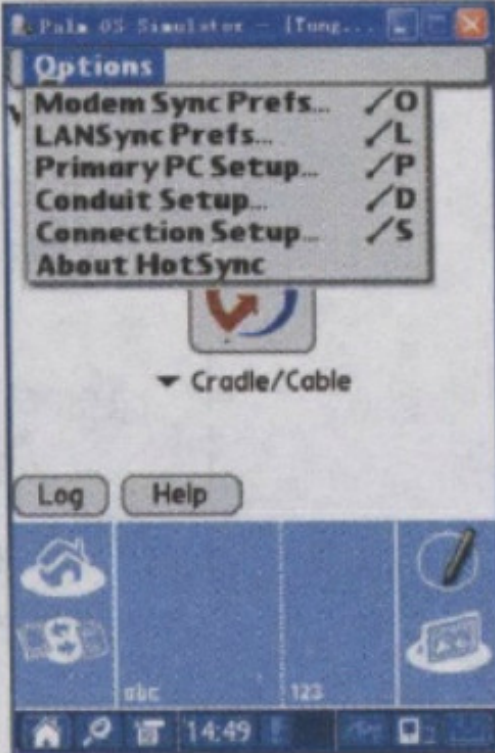 Palm OS Simulator - [Tung...
Options
Modem Sync Prefs... /O
LANSync Prefs... /L
Primary PC Setup... /P
Conduit Setup... /D
Connection Setup... /S
About HotSync
Cradle/Cable
Log Help
abc 123
14:49